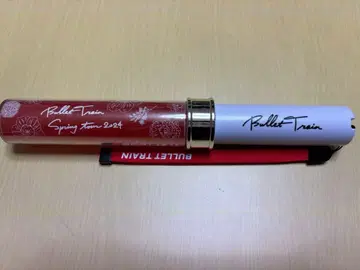 Bullet Train
Spring tour 2024
Bullet Train
BULLET TRAIN